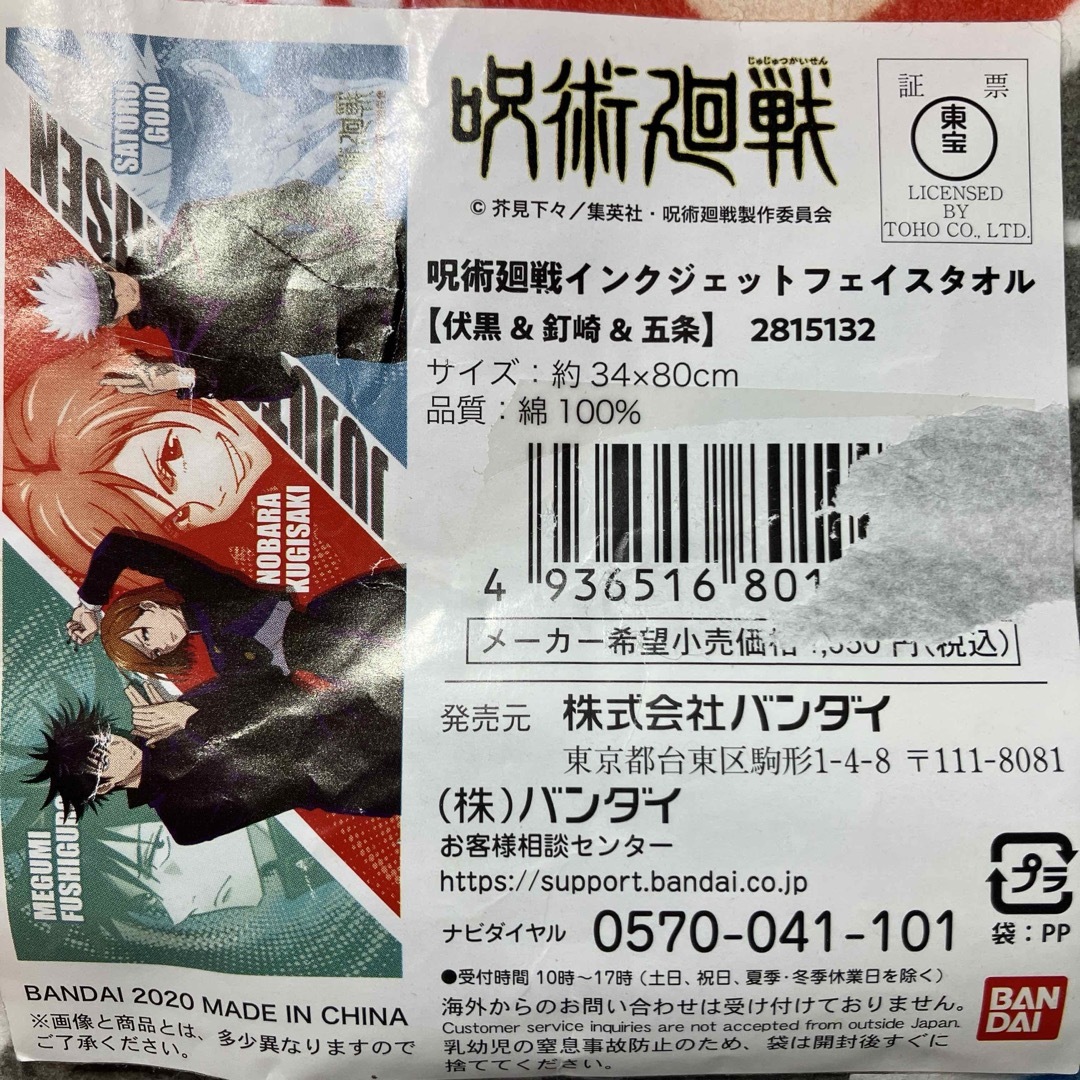 SATORU
GOJO
JUJUTSU
NOBARA
KUGISAKI
MEGUMI
BANDAI 2020 MADE IN CHINA
※画像と商品とは、多少異なりますので
ご了承ください。
じゅじゅつかいせん
呪術廻戦
© 芥見下々／集英社・呪術廻戦製作委員会
証 票
東宝
LICENSED
BY
TOHO CO., LTD.
呪術廻戦インクジェットフェイスタオル
【伏黒 & 釘崎 & 五条】 2815132
サイズ：約 34×80cm
品質：綿 100%
4 936516 801
メーカー希望小売価格 円(税込)
発売元 株式会社バンダイ
東京都台東区駒形1-4-8 〒111-8081
(株)バンダイ
お客様相談センター
https://support.bandai.co.jp
ナビダイヤル 0570-041-101
プラ
袋：PP
●受付時間 10時～17時（土日、祝日、夏季・冬季休業日を除く）
海外からのお問い合わせは受け付けておりません。
Customer service inquiries are not accepted from outside Japan.
乳幼児の窒息事故防止のため、袋は開封後すぐに
捨ててください。
BAN
DAI